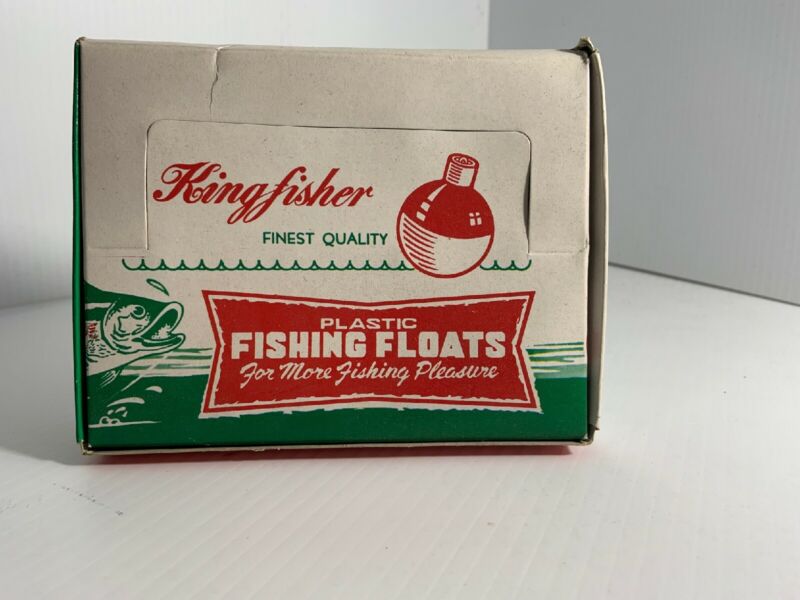 Kingfisher
FINEST QUALITY
PLASTIC
FISHING FLOATS
For More Fishing Pleasure